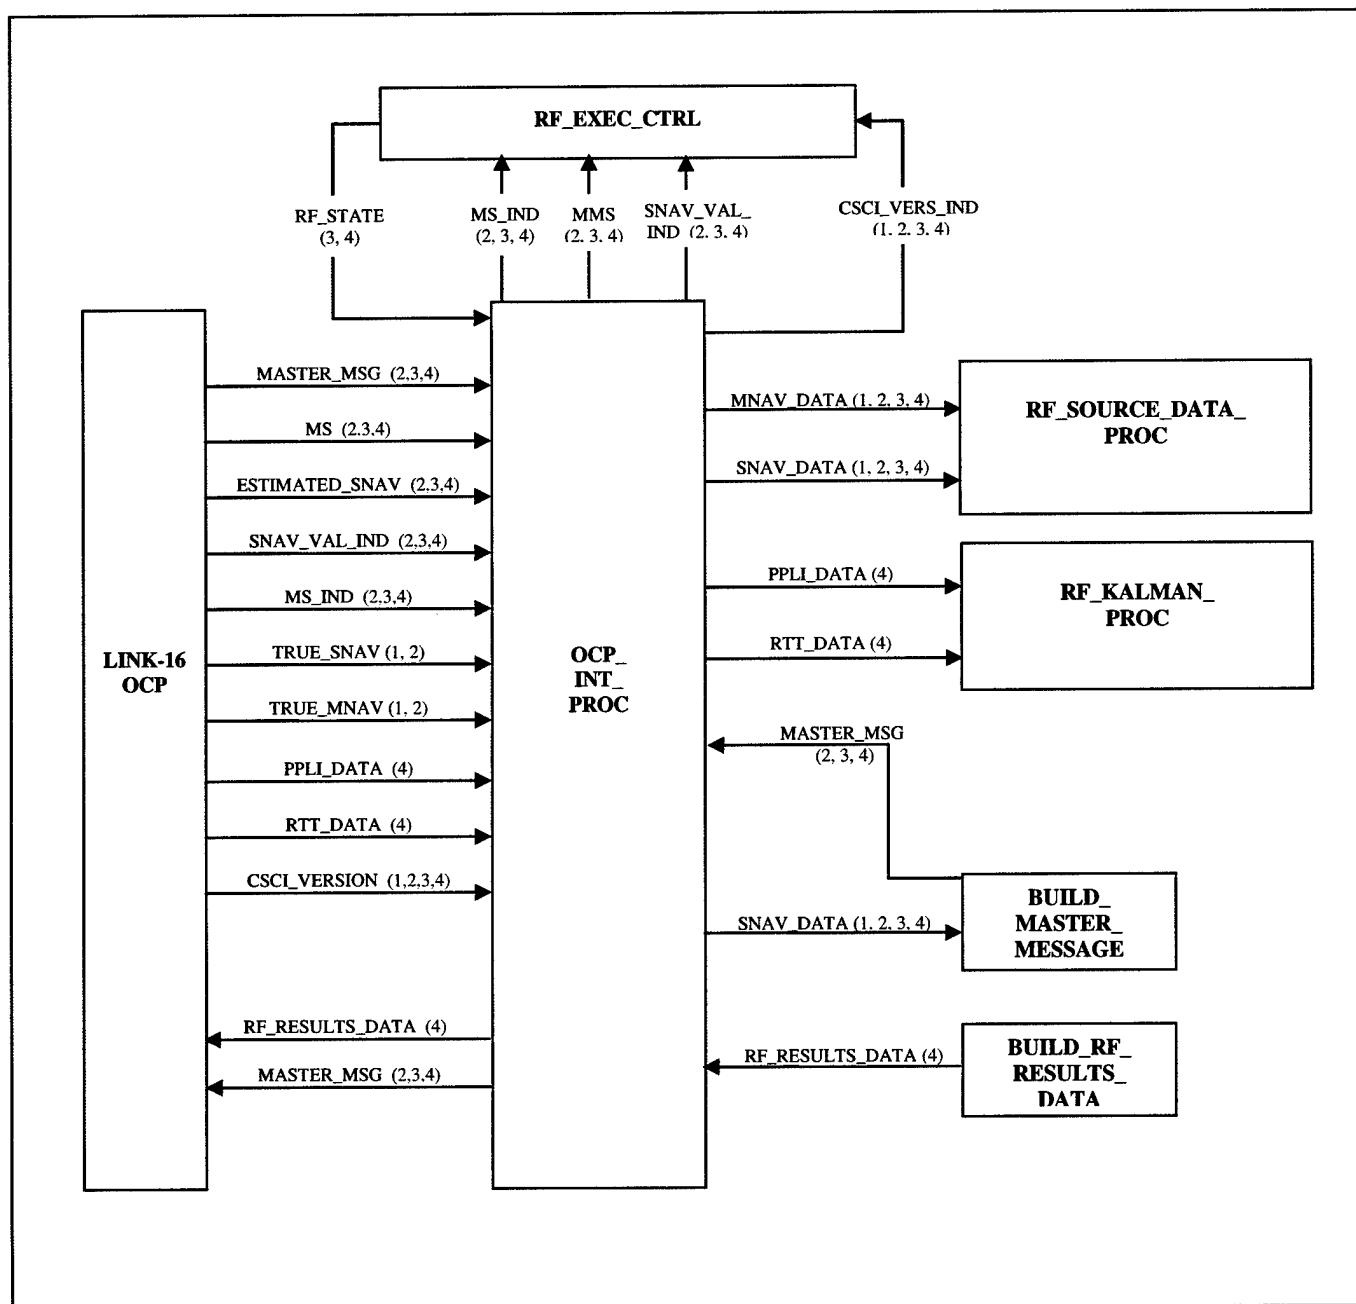 RF_EXEC_CTRL
RF_STATE
(3, 4)
MS_IND
(2, 3, 4)
MMS
(2, 3, 4)
SNAV_VAL_
IND (2, 3, 4)
CSCI_VERS_IND
(1, 2, 3, 4)
MASTER_MSG (2,3,4)
MS (2,3,4)
ESTIMATED_SNAV (2,3,4)
SNAV_VAL_IND (2,3,4)
MS_IND (2,3,4)
TRUE_SNAV (1, 2)
TRUE_MNAV (1, 2)
PPLI_DATA (4)
RTT_DATA (4)
CSCI_VERSION (1,2,3,4)
RF_RESULTS_DATA (4)
MASTER_MSG (2,3,4)
LINK-16
OCP
OCP_
INT_
PROC
MNAV_DATA (1, 2, 3, 4)
SNAV_DATA (1, 2, 3, 4)
RF_SOURCE_DATA_
PROC
PPLI_DATA (4)
RTT_DATA (4)
RF_KALMAN_
PROC
MASTER_MSG
(2, 3, 4)
SNAV_DATA (1, 2, 3, 4)
BUILD_
MASTER_
MESSAGE
RF_RESULTS_DATA (4)
BUILD_RF_
RESULTS_
DATA